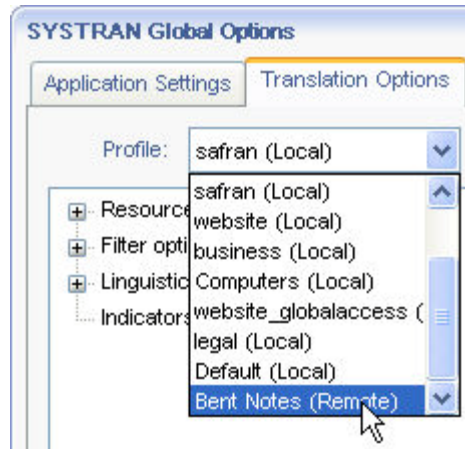 SYSTRAN Global Options
Application Settings Translation Options
Profile: safran (Local)
safran (Local)
Resource website (Local)
Filter opti business (Local)
Linguistic Computers (Local)
Indicators website_globalaccess (
legal (Local)
Default (Local)
Bent Notes (Remote)